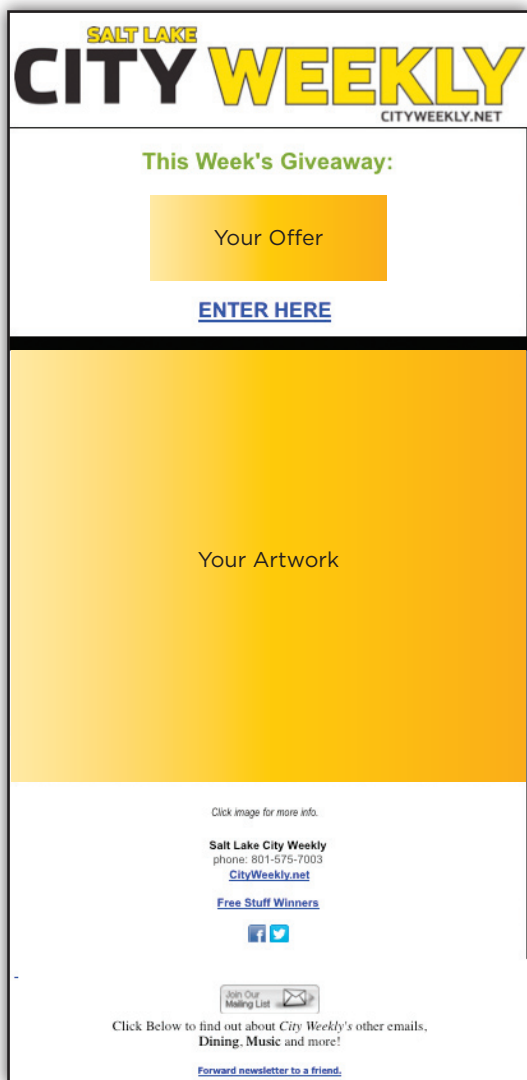 SALT LAKE
CITY WEEKLY
CITYWEEKLY.NET
This Week's Giveaway:
Your Offer
ENTER HERE
Your Artwork
Click image for more info.
Salt Lake City Weekly
phone: 801-575-7003
CityWeekly.net
Free Stuff Winners
-
Join Our
Mailing List
Click Below to find out about City Weekly's other emails,
Dining, Music and more!
Forward newsletter to a friend.